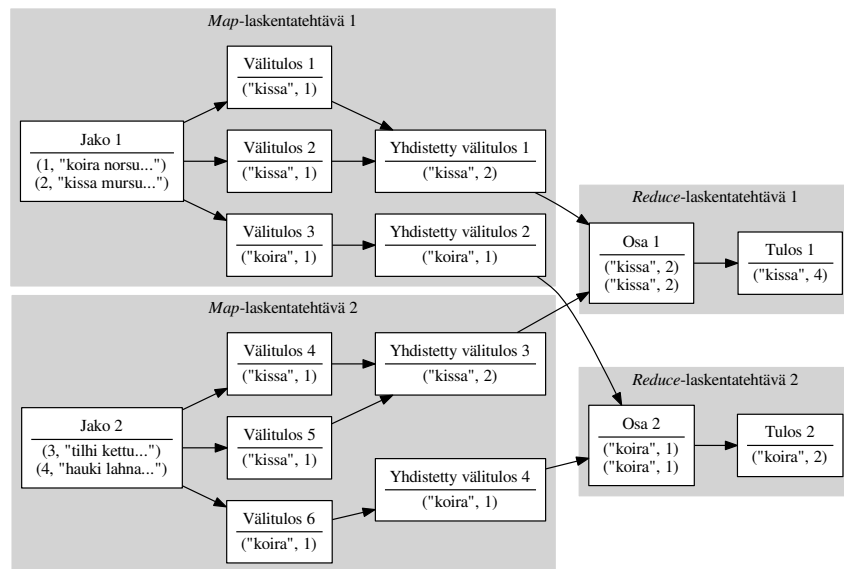 Map-laskentatehtävä 1
Jako 1
(1, "koira norsu...")
(2, "kissa mursu...")
Välitulos 1
("kissa", 1)
Välitulos 2
("kissa", 1)
Välitulos 3
("koira", 1)
Yhdistetty välitulos 1
("kissa", 2)
Yhdistetty välitulos 2
("koira", 1)
Map-laskentatehtävä 2
Jako 2
(3, "tilhi kettu...")
(4, "hauki lahna...")
Välitulos 4
("kissa", 1)
Välitulos 5
("kissa", 1)
Välitulos 6
("koira", 1)
Yhdistetty välitulos 3
("kissa", 2)
Yhdistetty välitulos 4
("koira", 1)
Reduce-laskentatehtävä 1
Osa 1
("kissa", 2)
("kissa", 2)
Tulos 1
("kissa", 4)
Reduce-laskentatehtävä 2
Osa 2
("koira", 1)
("koira", 1)
Tulos 2
("koira", 2)